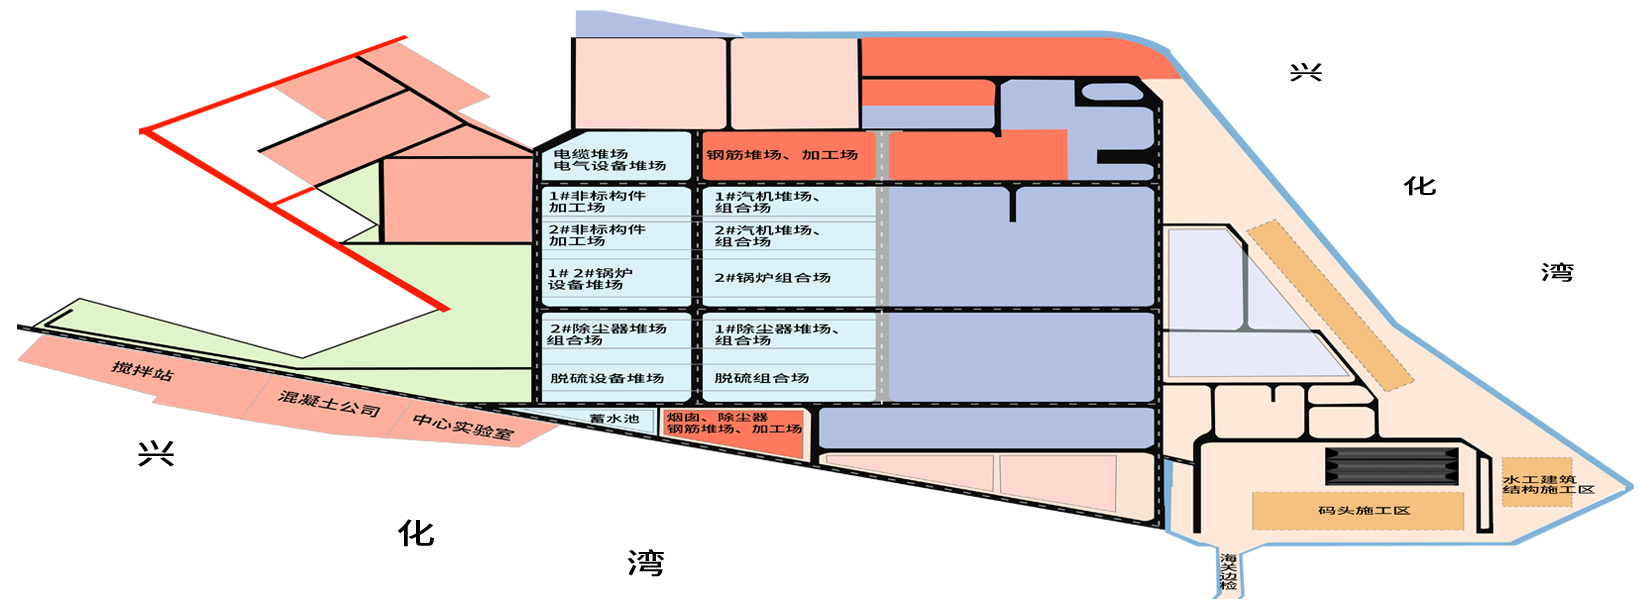 兴
化
湾
电缆堆场
电气设备堆场
钢筋堆场、加工场
1#非标构件
加工场
1#汽机堆场、
组合场
2#非标构件
加工场
2#汽机堆场、
组合场
1# 2#锅炉
设备堆场
2#锅炉组合场
2#除尘器堆场
组合场
1#除尘器堆场、
组合场
脱硫设备堆场
脱硫组合场
搅拌站
混凝土公司
中心实验室
蓄水池
烟囱、除尘器
钢筋堆场、加工场
水工建筑
结构施工区
码头施工区
海关边检
兴
化
湾